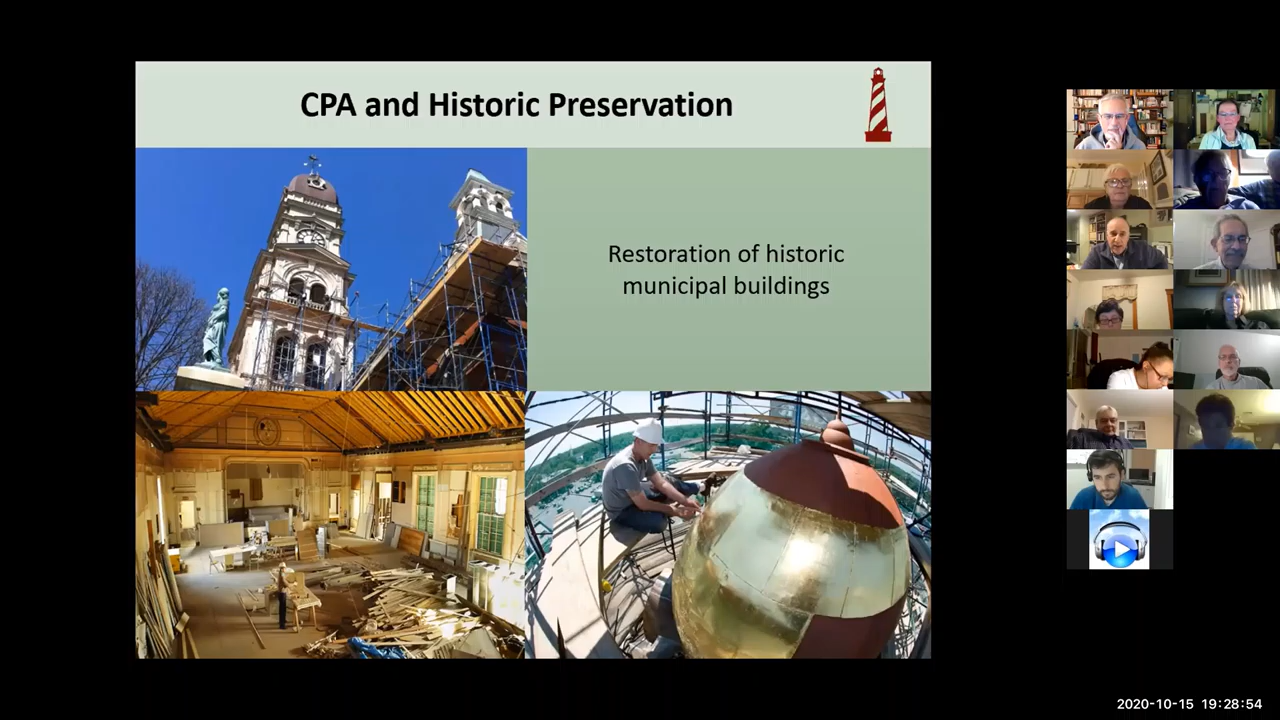 CPA and Historic Preservation
Restoration of historic
municipal buildings
2020-10-15 19:28:54